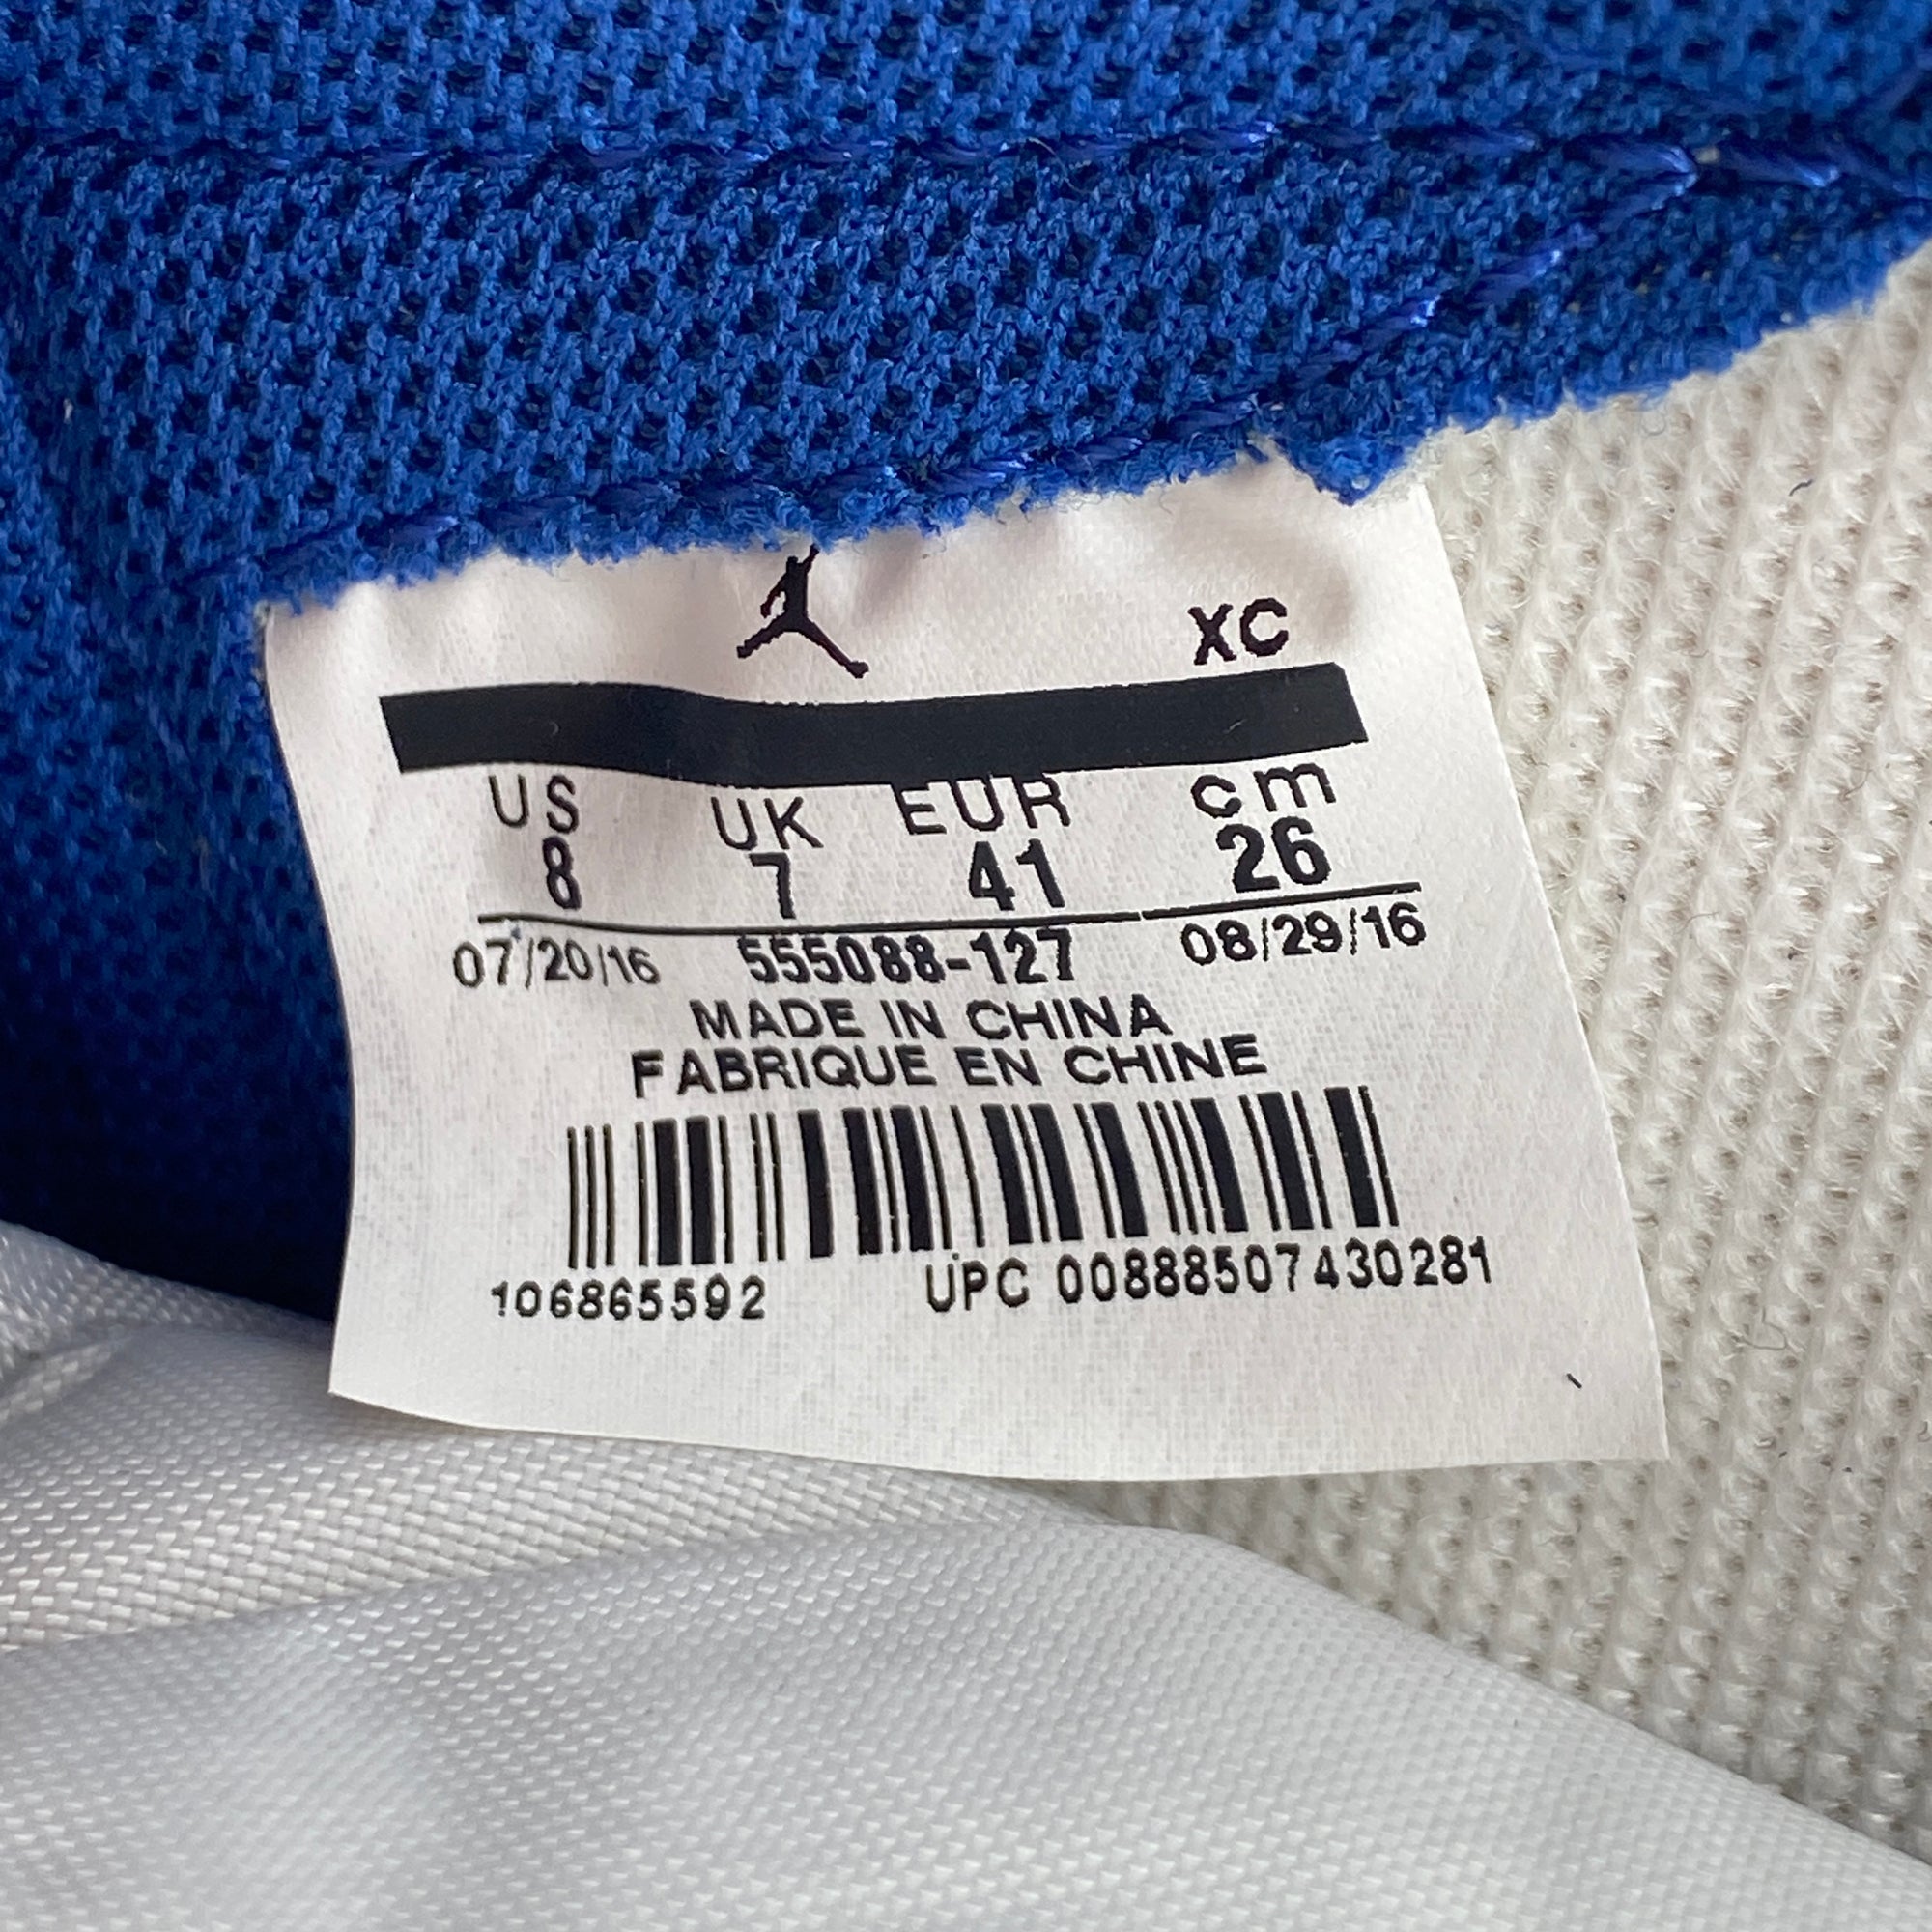 XC
US UK EUR cm
8 7 41 26
07/20/16 555088-127 08/29/16
MADE IN CHINA
FABRIQUE EN CHINE
106865592 UPC 00888507430281